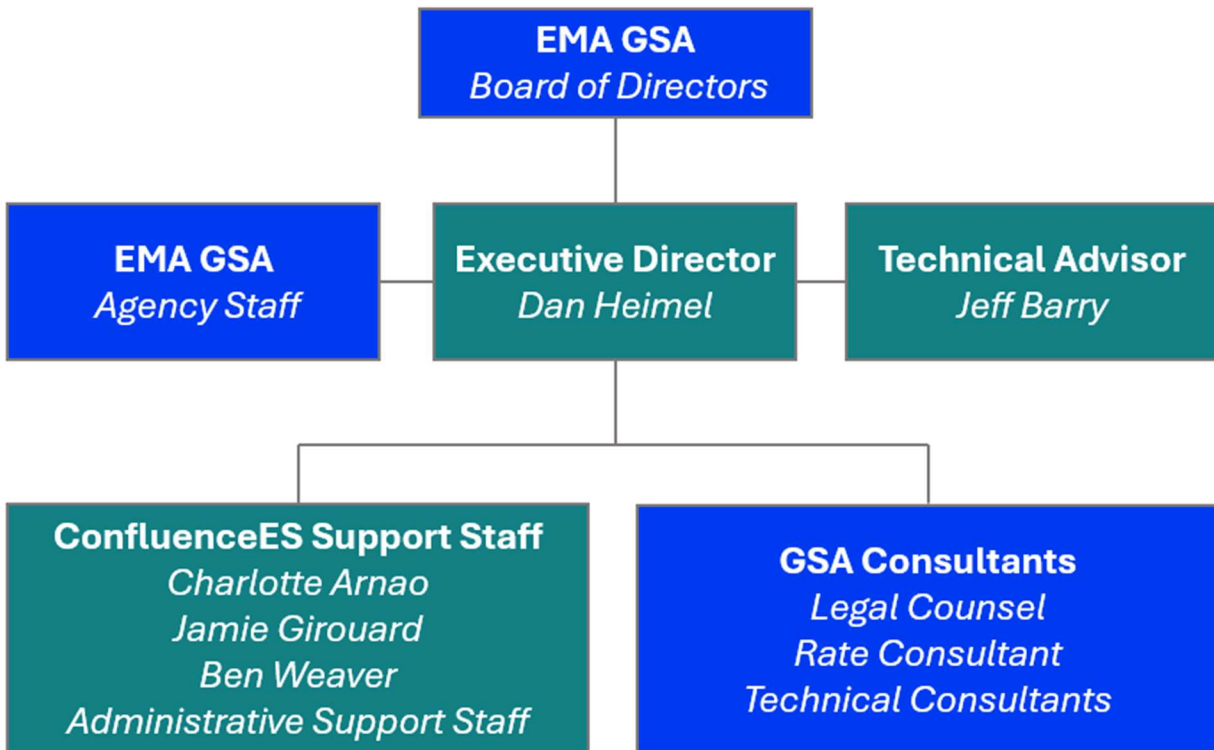 EMA GSA
Board of Directors
EMA GSA
Agency Staff
Executive Director
Dan Heimel
Technical Advisor
Jeff Barry
ConfluenceES Support Staff
Charlotte Arnao
Jamie Girouard
Ben Weaver
Administrative Support Staff
GSA Consultants
Legal Counsel
Rate Consultant
Technical Consultants